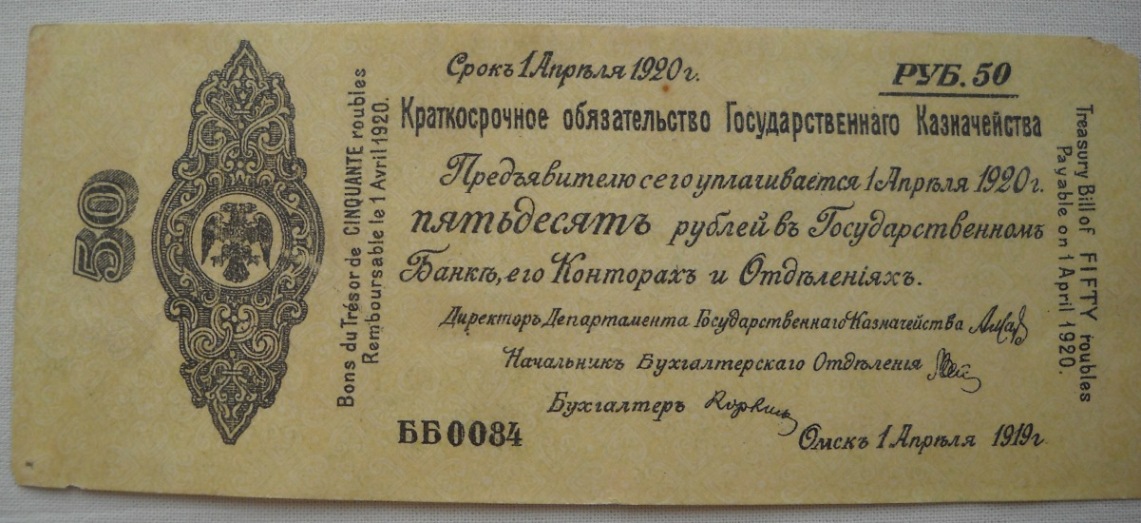 50
Bons du Trésor de CINQUANTE roubles
Remboursable le 1 Avril 1920.
Срокъ 1 Апрѣля 1920 г.
РУБ. 50
Краткосрочное обязательство Государственнаго Казначейства
Предъявителю сего уплачивается 1 Апрѣля 1920 г.
пятьдесятъ рублей въ Государственномъ
Банкѣ, его Конторахъ и Отдѣленіяхъ.
Директоръ Департамента Государственнаго Казначейства
Начальникъ Бухгалтерскаго Отдѣленія
Бухгалтеръ
ББ0084
Омскъ 1 Апрѣля 1919 г.
Treasury Bill of FIFTY roubles
Payable on 1 April 1920.